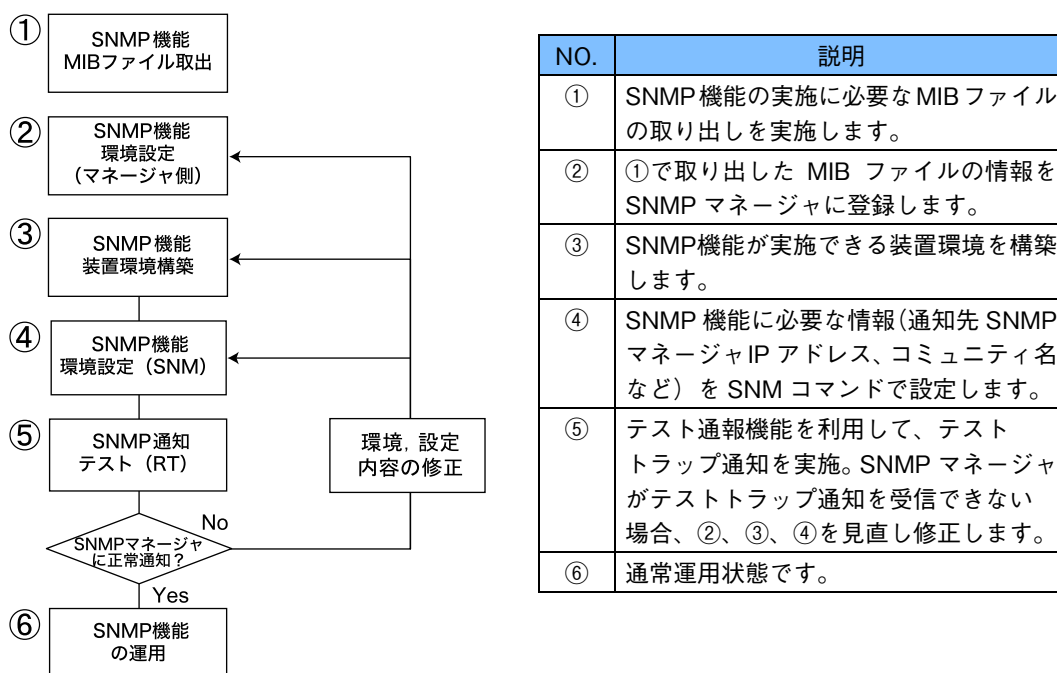 ①
SNMP機能
MIBファイル取出
②
SNMP機能
環境設定
（マネージャ側）
③
SNMP機能
装置環境構築
④
SNMP機能
環境設定（SNM）
⑤
SNMP通知
テスト（RT）
環境，設定
内容の修正
No
SNMPマネージャ
に正常通知？
Yes
⑥
SNMP機能
の運用
NO. 説明
① SNMP機能の実施に必要なMIBファイル
の取り出しを実施します。
② ①で取り出した MIB ファイルの情報を
SNMP マネージャに登録します。
③ SNMP機能が実施できる装置環境を構築
します。
④ SNMP 機能に必要な情報（通知先 SNMP
マネージャIP アドレス、コミュニティ名
など）を SNM コマンドで設定します。
⑤ テスト通報機能を利用して、テスト
トラップ通知を実施。SNMP マネージャ
がテストトラップ通知を受信できない
場合、②、③、④を見直し修正します。
⑥ 通常運用状態です。